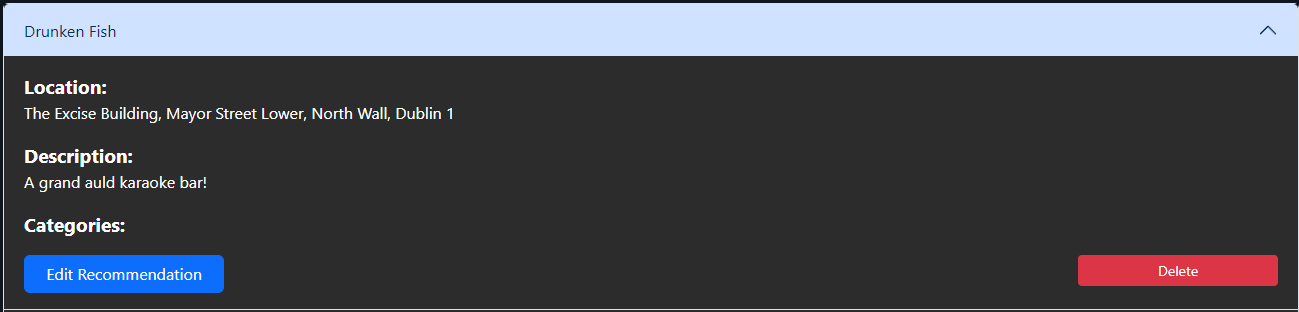 Drunken Fish
Location:
The Excise Building, Mayor Street Lower, North Wall, Dublin 1
Description:
A grand auld karaoke bar!
Categories:
Edit Recommendation
Delete